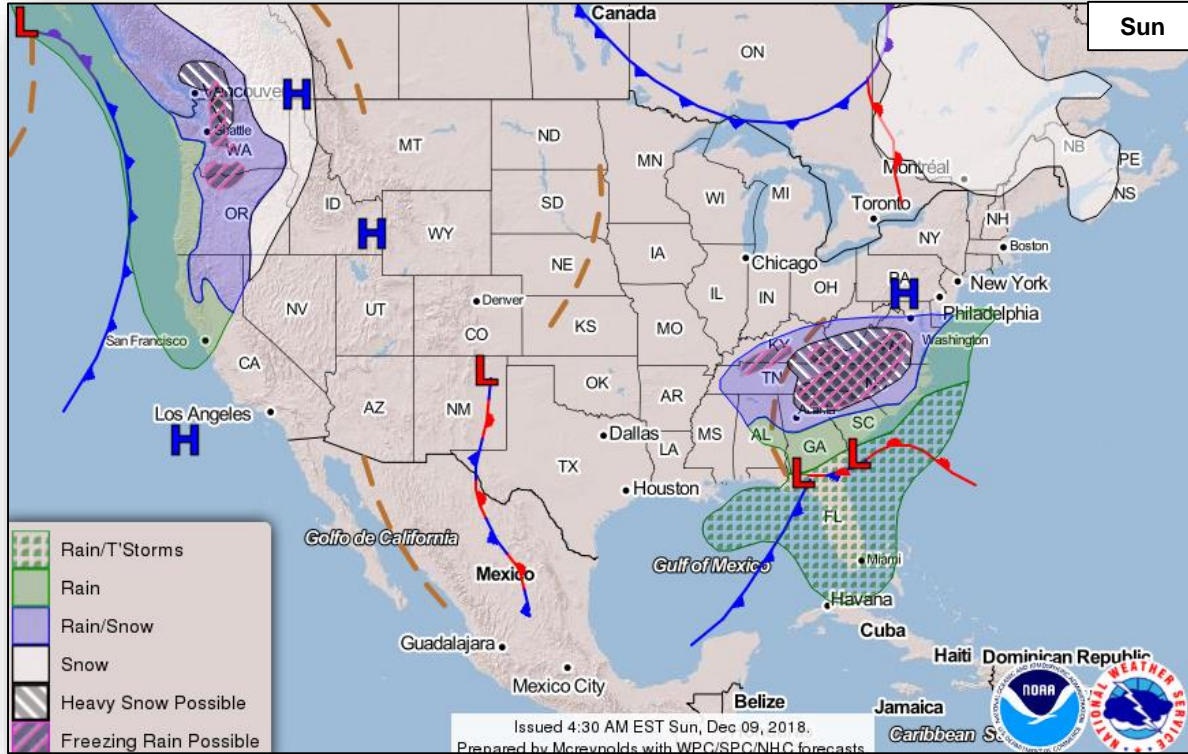 Sun
L
Canada
ON
Vancouver
H
Seattle
WA
MT
ND
MN
Montréal
NB
PE
NS
OR
ID
H
WY
SD
WI
MI
Toronto
NH
NY
Boston
NE
IA
Chicago
NV
UT
Denver
CO
IL
IN
OH
PA
H
New York
Philadelphia
San Francisco
CA
KS
MO
KY
Washington
L
AZ
NM
OK
AR
TN
Los Angeles
H
Dallas
MS
AL
GA
SC
TX
LA
L
L
Houston
FL
Golfo de California
Mexico
Gulf of Mexico
Miami
Havana
Cuba
Guadalajara
Mexico City
Haiti
Dominican Republic
Belize
Jamaica
Rain/T'Storms
Rain
Rain/Snow
Snow
Heavy Snow Possible
Freezing Rain Possible
Issued 4:30 AM EST Sun, Dec 09, 2018.
Prepared by Mcreynolds with WPC/SPC/NHC forecasts
Caribbean
NOAA
NATIONAL WEATHER SERVICE